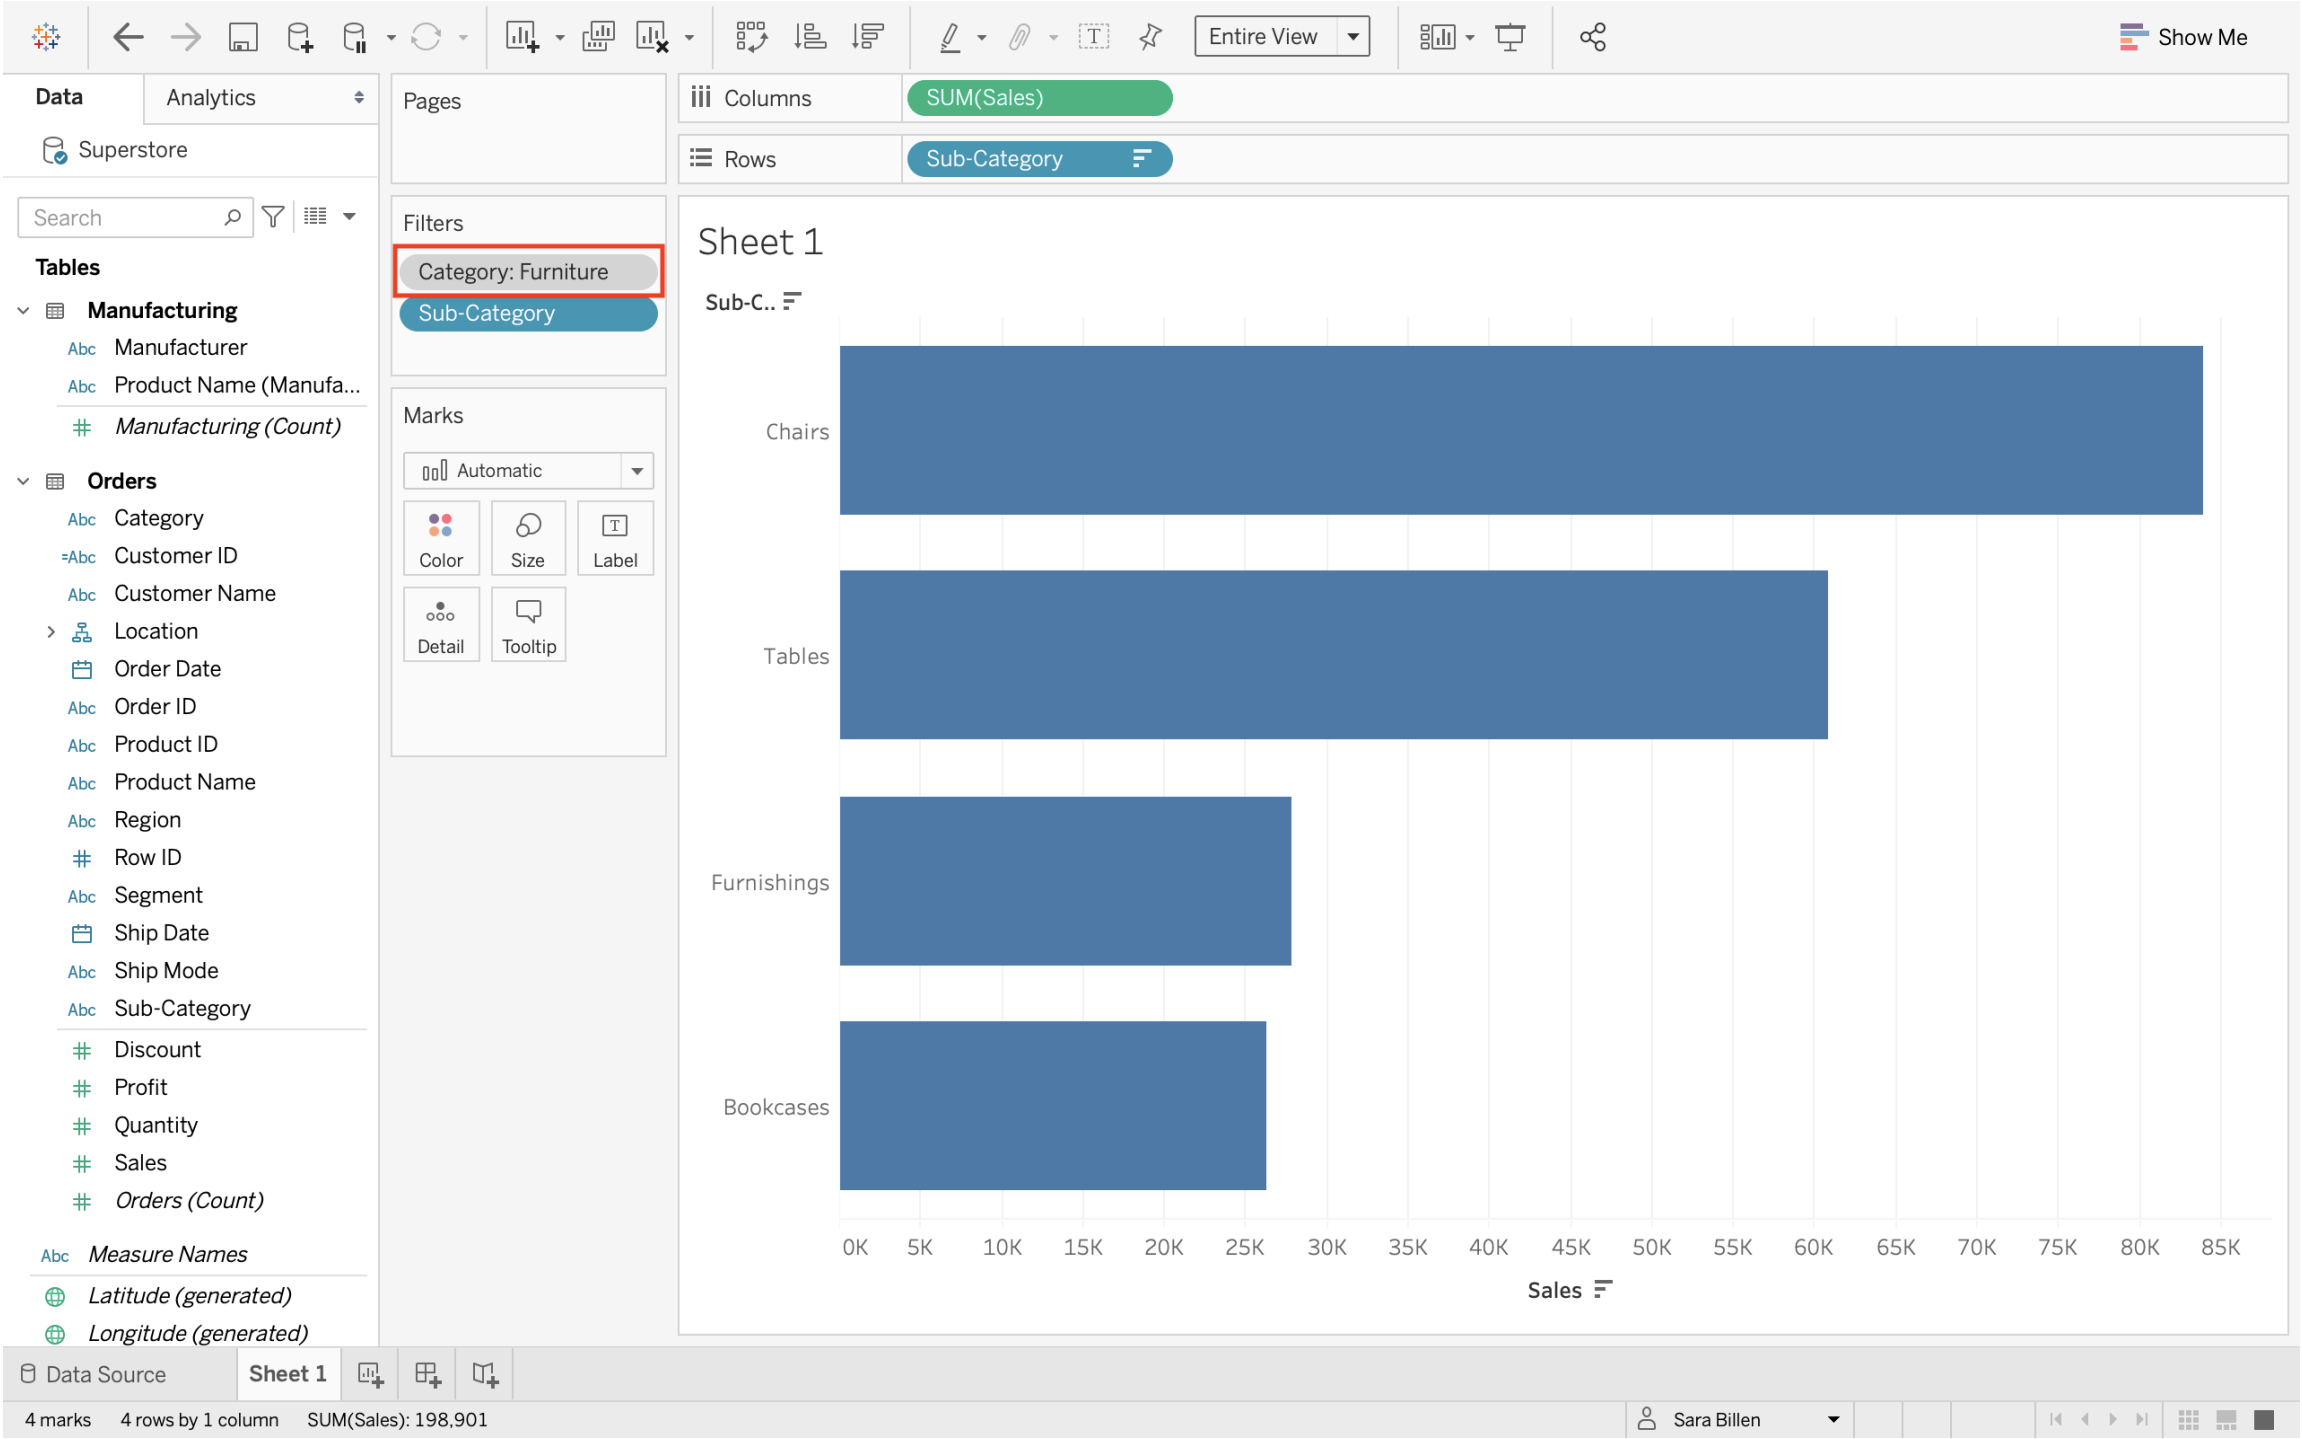 Entire View
Show Me
Data
Analytics
Superstore
Search
Tables
Manufacturing
Abc Manufacturer
Abc Product Name (Manufa...
Manufacturing (Count)
Orders
Abc Category
=Abc Customer ID
Abc Customer Name
Location
Order Date
Abc Order ID
Abc Product ID
Abc Product Name
Abc Region
Row ID
Abc Segment
Ship Date
Abc Ship Mode
Abc Sub-Category
Discount
Profit
Quantity
Sales
Orders (Count)
Abc Measure Names
Latitude (generated)
Longitude (generated)
Pages
Filters
Category: Furniture
Sub-Category
Marks
Automatic
Color
Size
T
Label
Detail
Tooltip
Columns
SUM(Sales)
Rows
Sub-Category
Sheet 1
Sub-C..
Chairs
Tables
Furnishings
Bookcases
0K 5K 10K 15K 20K 25K 30K 35K 40K 45K 50K 55K 60K 65K 70K 75K 80K 85K
Sales
Data Source
Sheet 1
4 marks
4 rows by 1 column
SUM(Sales): 198,901
Sara Billen